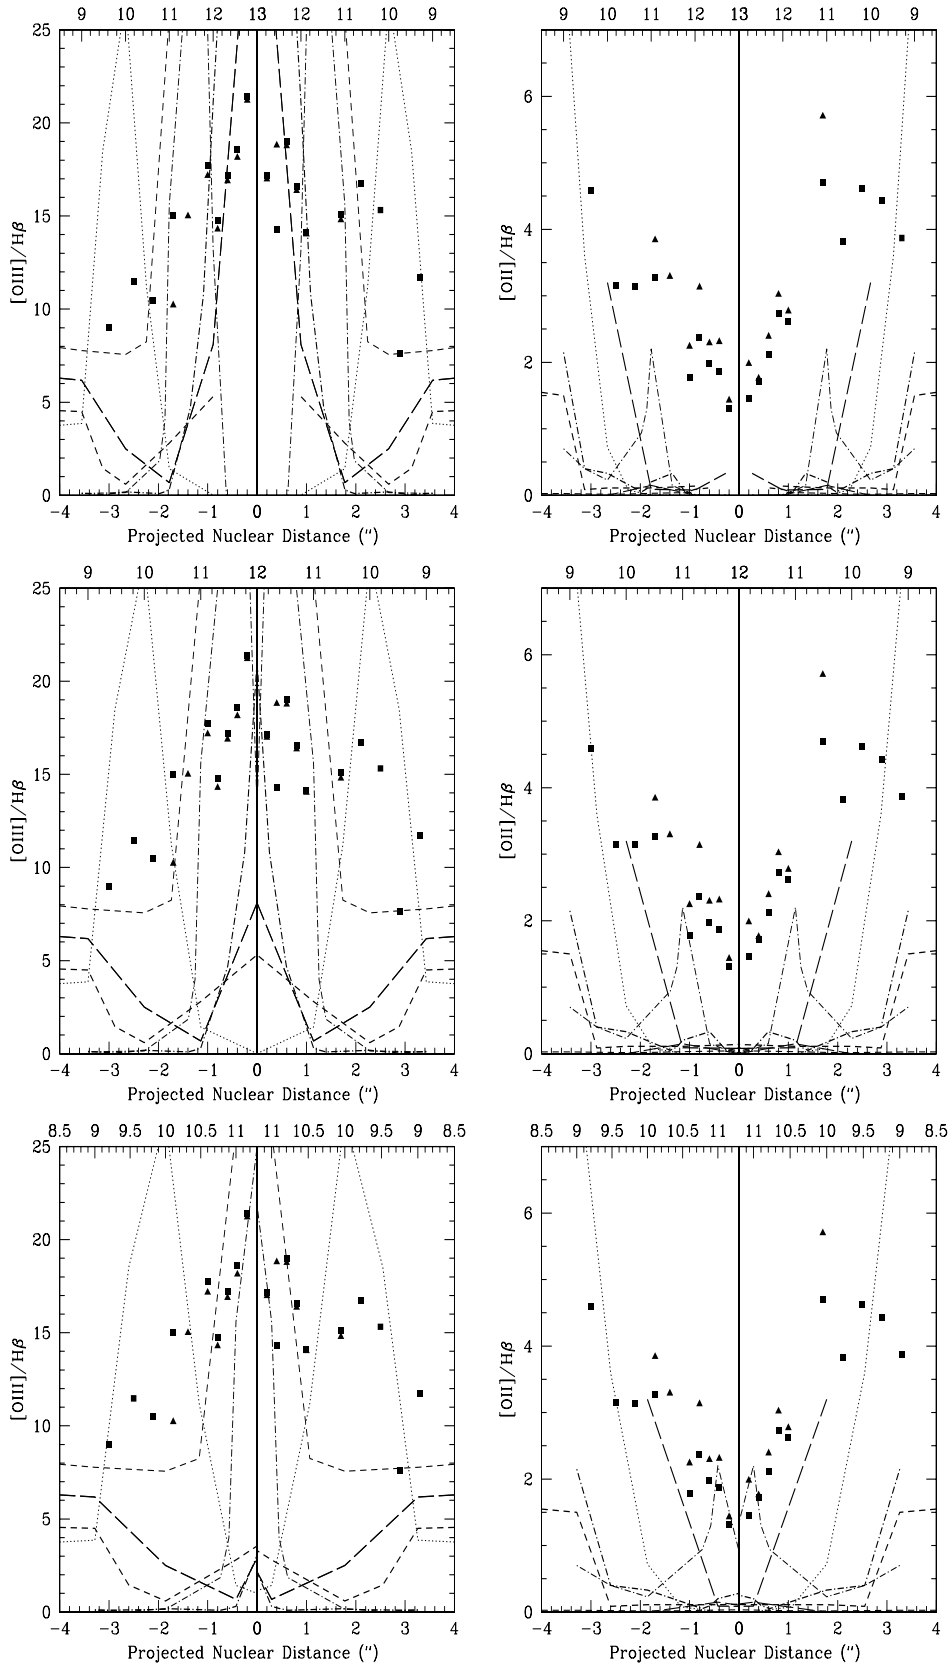 9 10 11 12 13 12 11 10 9
25
20
15
10
5
0
[OIII]/Hβ
-4 -3 -2 -1 0 1 2 3 4
Projected Nuclear Distance (")
9 10 11 12 13 12 11 10 9
6
4
2
0
[OII]/Hβ
-4 -3 -2 -1 0 1 2 3 4
Projected Nuclear Distance (")
9 10 11 12 11 10 9
25
20
15
10
5
0
[OIII]/Hβ
-4 -3 -2 -1 0 1 2 3 4
Projected Nuclear Distance (")
9 10 11 12 11 10 9
6
4
2
0
[OII]/Hβ
-4 -3 -2 -1 0 1 2 3 4
Projected Nuclear Distance (")
8.5 9 9.5 10 10.5 11 11 10.5 10 9.5 9 8.5
25
20
15
10
5
0
[OIII]/Hβ
-4 -3 -2 -1 0 1 2 3 4
Projected Nuclear Distance (")
8.5 9 9.5 10 10.5 11 11 10.5 10 9.5 9 8.5
6
4
2
0
[OII]/Hβ
-4 -3 -2 -1 0 1 2 3 4
Projected Nuclear Distance (")